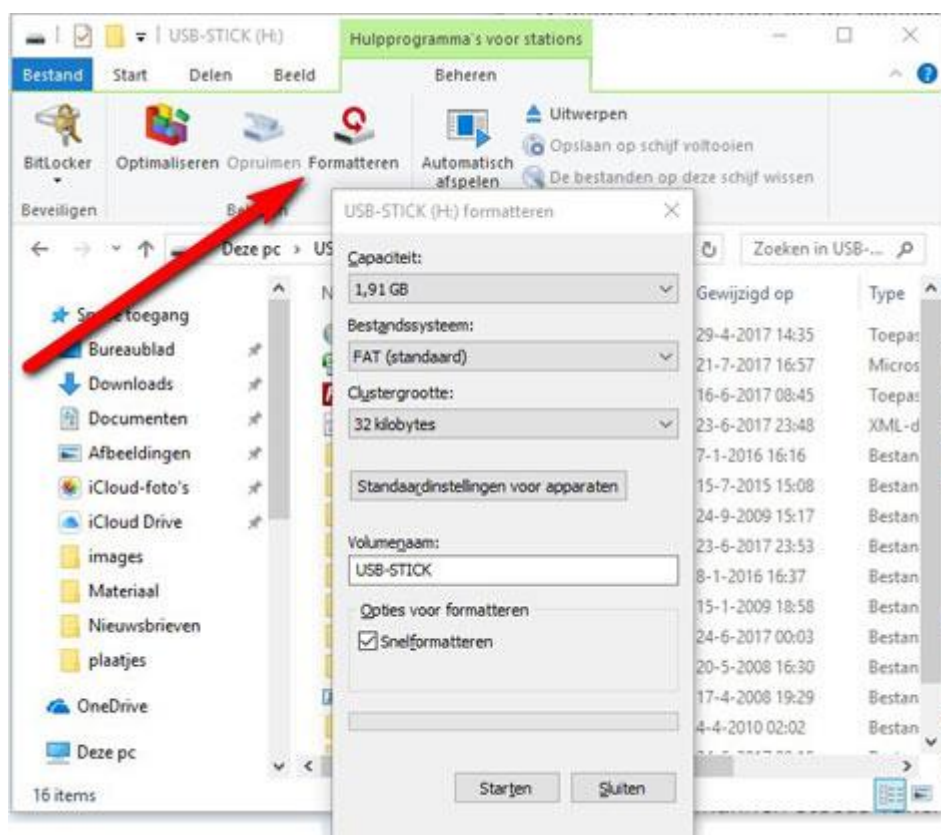 USB-STICK (H:)
Hulpprogramma's voor stations
Bestand Start Delen Beeld Beheren
BitLocker
Optimaliseren Opruimen Formatteren
Automatisch afspelen
Uitwerpen
Opslaan op schijf voltooien
De bestanden op deze schijf wissen
Beveiligen
Deze pc
Zoeken in USB-...
USB-STICK (H:) formatteren
Capaciteit:
1,91 GB
Bestandssysteem:
FAT (standaard)
Clustergrootte:
32 kilobytes
Standaardinstellingen voor apparaten
Volumenaam:
USB-STICK
Opties voor formatteren
Snelformatteren
Starten Sluiten
toegang
Bureaublad
Downloads
Documenten
Afbeeldingen
iCloud-foto's
iCloud Drive
images
Materiaal
Nieuwsbrieven
plaatjes
OneDrive
Deze pc
16 items
Gewijzigd op Type
29-4-2017 14:35 Toepas
21-7-2017 16:57 Micros
16-6-2017 08:45 Toepas
23-6-2017 23:48 XML-d
7-1-2016 16:16 Bestan
15-7-2015 15:08 Bestan
24-9-2009 15:17 Bestan
23-6-2017 23:53 Bestan
8-1-2016 16:37 Bestan
15-1-2009 18:58 Bestan
24-6-2017 00:03 Bestan
20-5-2008 16:30 Bestan
17-4-2008 19:29 Bestan
4-4-2010 02:02 Bestan